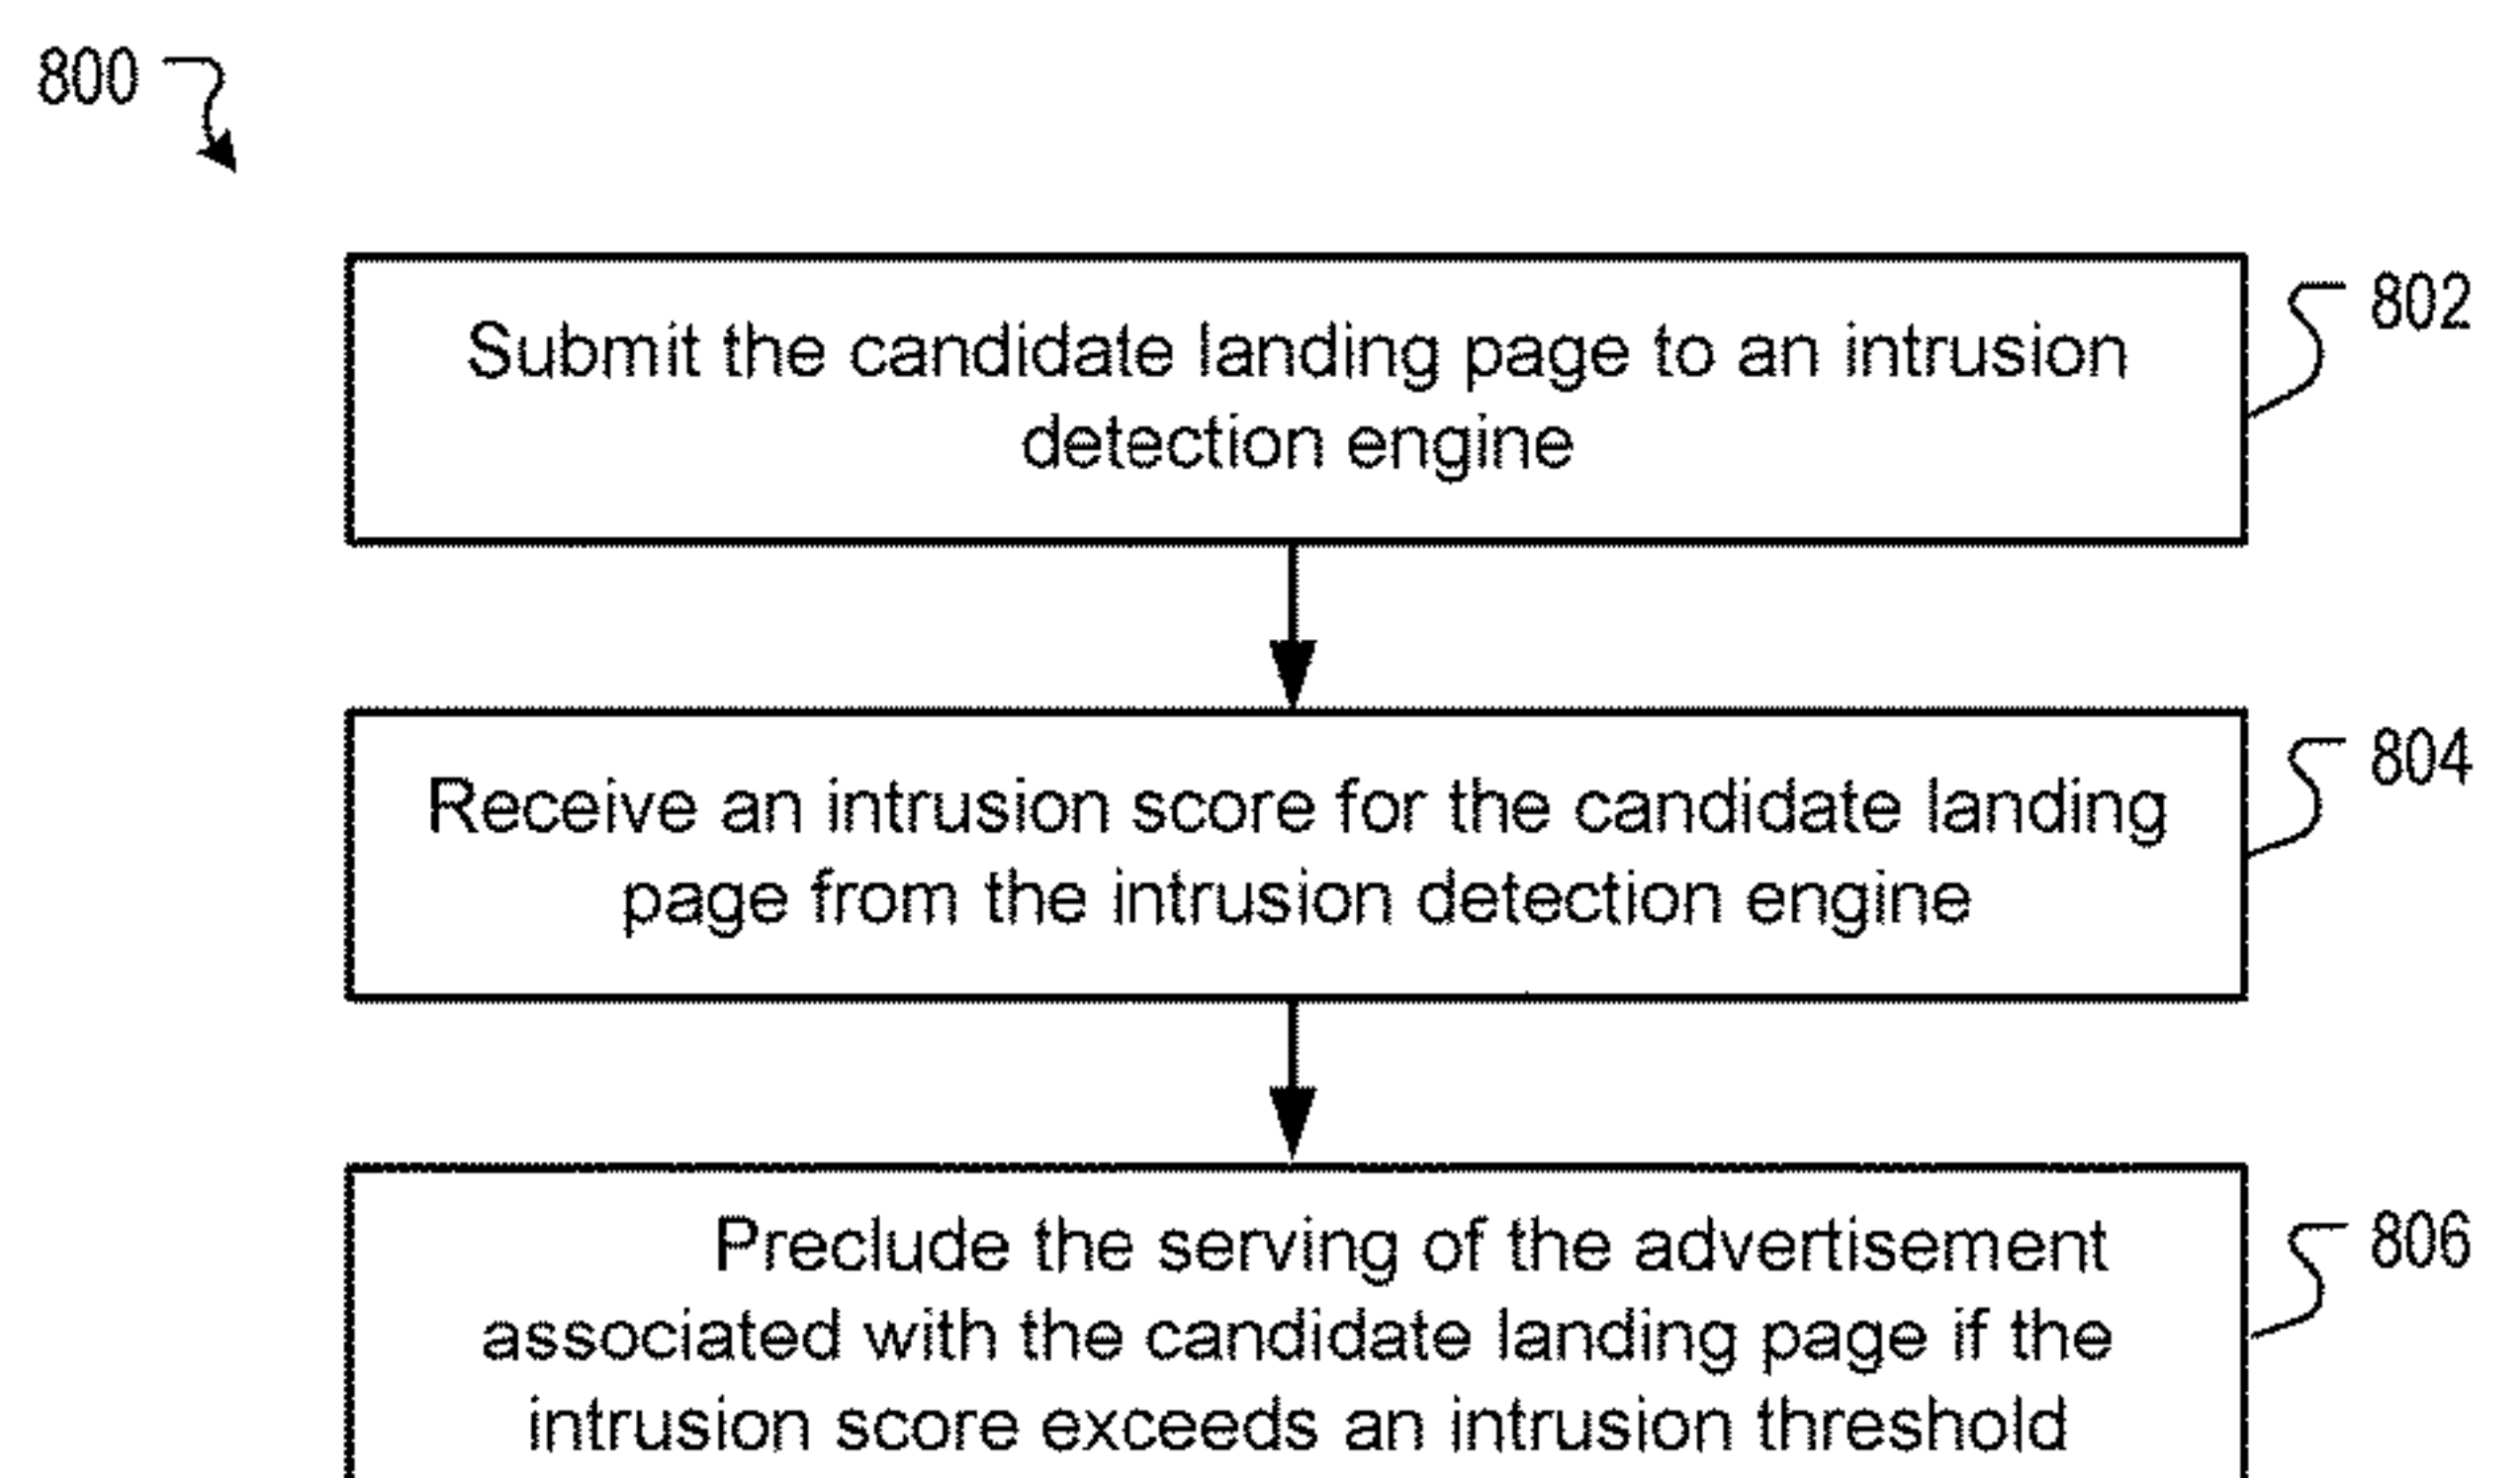 800
802
Submit the candidate landing page to an intrusion
detection engine
804
Receive an intrusion score for the candidate landing
page from the intrusion detection engine
806
Preclude the serving of the advertisement
associated with the candidate landing page if the
intrusion score exceeds an intrusion threshold